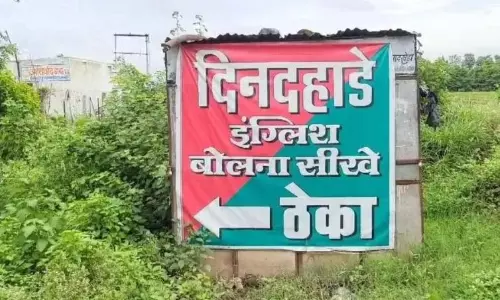 दिनदहाडे
इंग्लिश
बोलना सीखे
ठेका